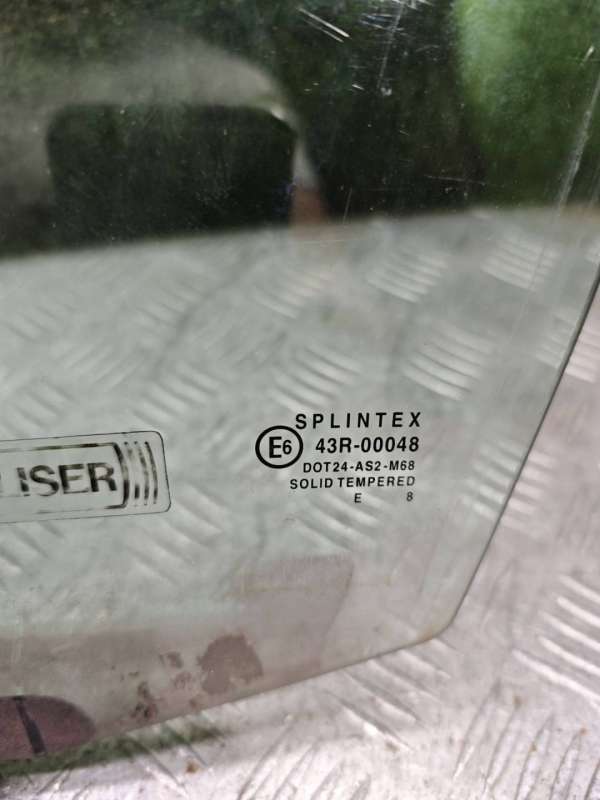 SPLINTEX
E6 43R-00048
DOT24-AS2-M68
SOLID TEMPERED
E 8
LISER